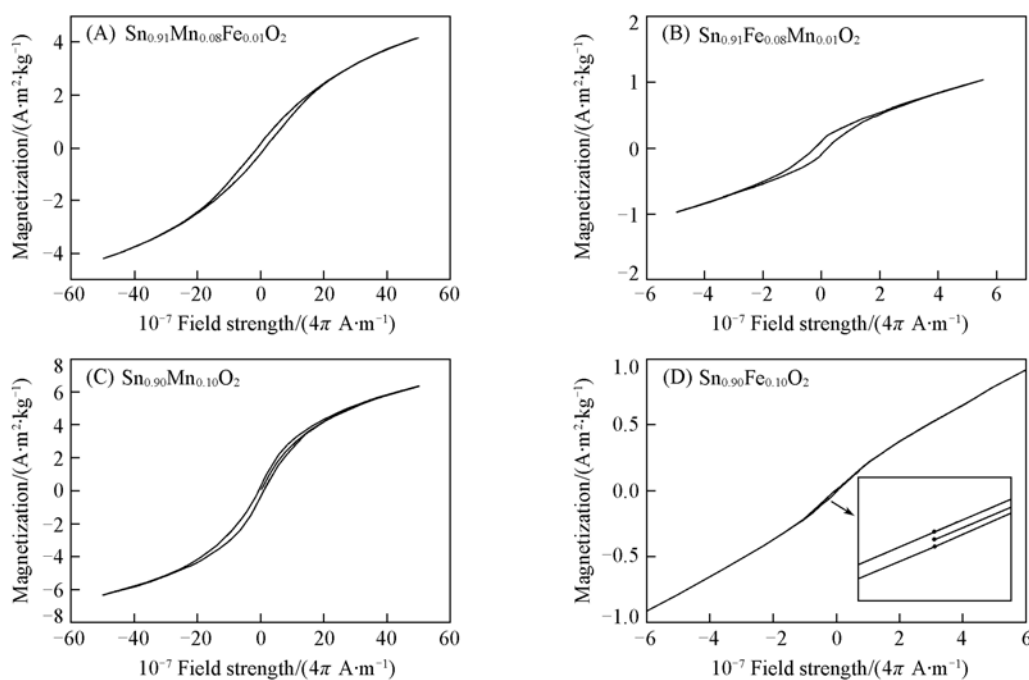 (A) Sn₀.₉₁Mn₀.₀₈Fe₀.₀₁O₂
Magnetization/(A·m²·kg⁻¹)
4
2
0
−2
−4
−60 −40 −20 0 20 40 60
10⁻⁷ Field strength/(4π A·m⁻¹)
(B) Sn₀.₉₁Fe₀.₀₈Mn₀.₀₁O₂
Magnetization/(A·m²·kg⁻¹)
2
1
0
−1
−2
−6 −4 −2 0 2 4 6
10⁻⁷ Field strength/(4π A·m⁻¹)
(C) Sn₀.₉₀Mn₀.₁₀O₂
Magnetization/(A·m²·kg⁻¹)
8
6
4
2
0
−2
−4
−6
−8
−60 −40 −20 0 20 40 60
10⁻⁷ Field strength/(4π A·m⁻¹)
(D) Sn₀.₉₀Fe₀.₁₀O₂
Magnetization/(A·m²·kg⁻¹)
1.0
0.5
0.0
−0.5
−1.0
−6 −4 −2 0 2 4 6
10⁻⁷ Field strength/(4π A·m⁻¹)